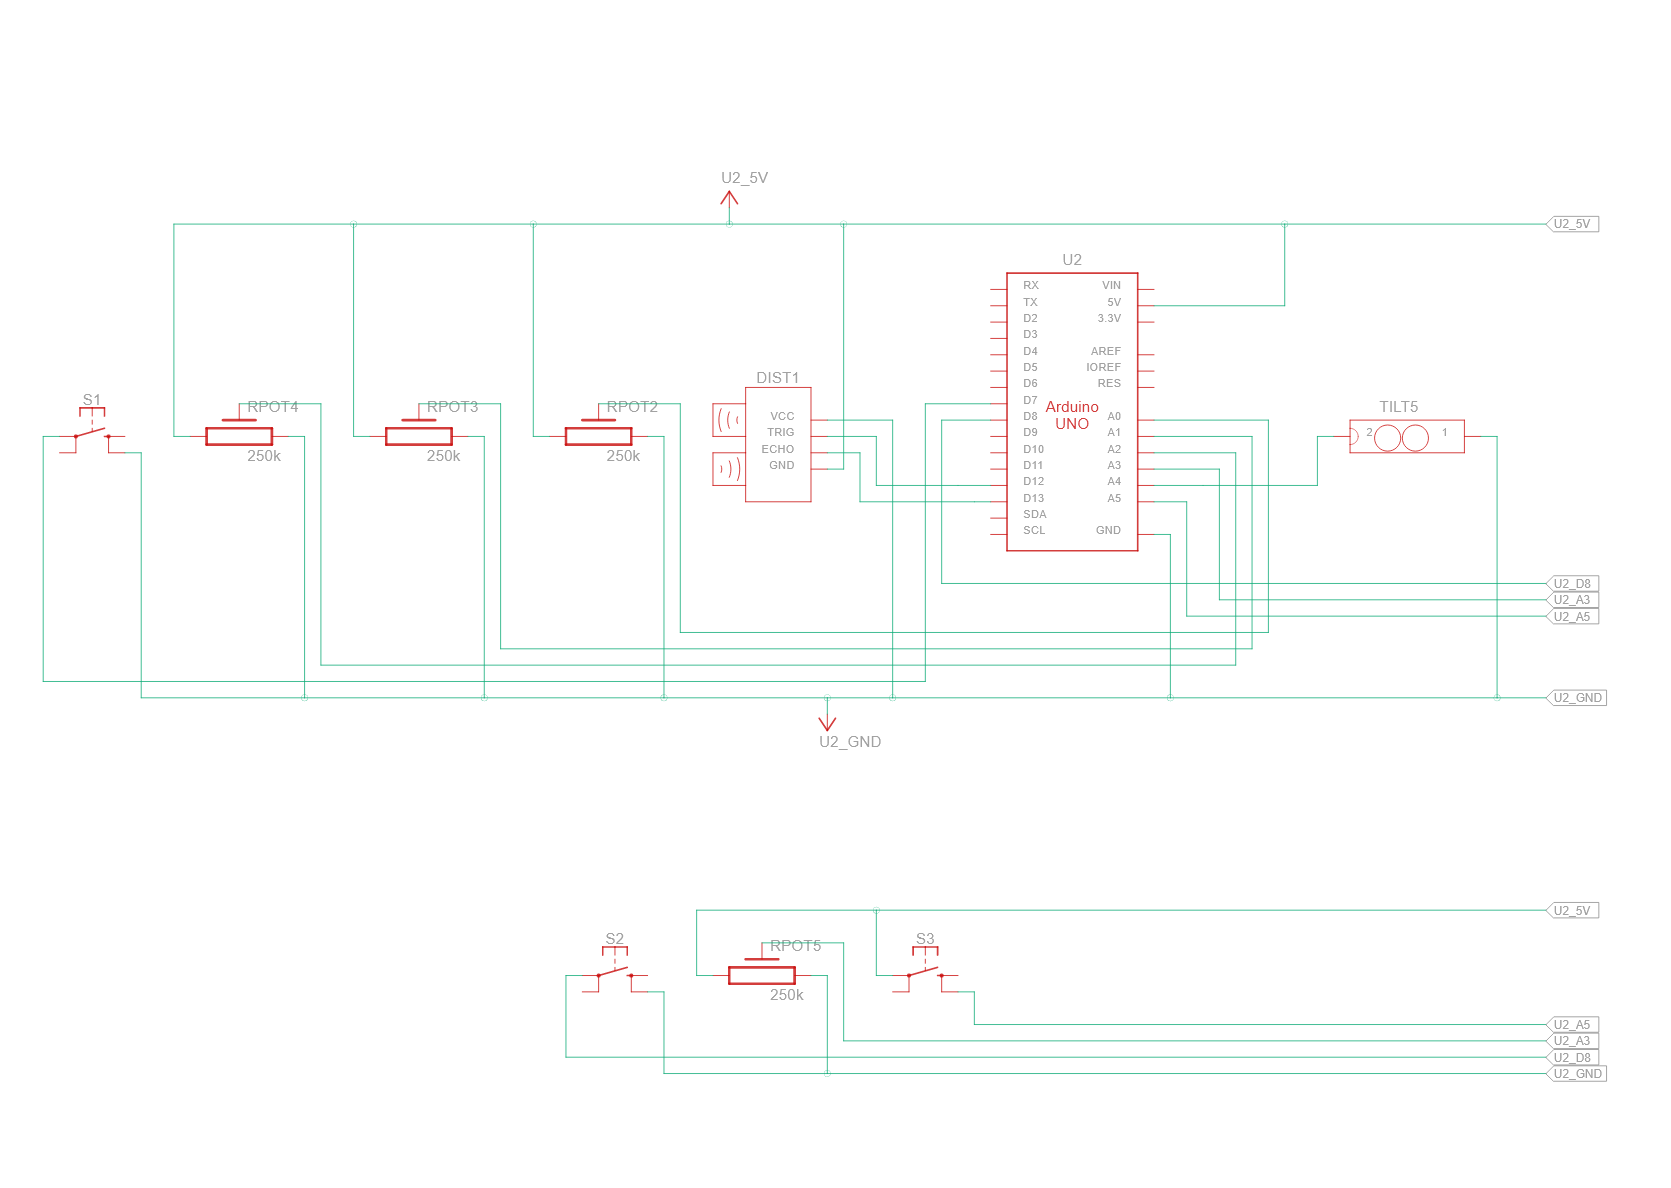 U2_5V
U2_5V
U2
RX
TX
D2
D3
D4
D5
D6
D7
D8
D9
D10
D11
D12
D13
SDA
SCL
VIN
5V
3.3V
AREF
IOREF
RES
A0
A1
A2
A3
A4
A5
GND
Arduino
UNO
S1
RPOT4
250k
RPOT3
250k
RPOT2
250k
DIST1
VCC
TRIG
ECHO
GND
TILT5
2 1
U2_D8
U2_A3
U2_A5
U2_GND
U2_GND
U2_5V
S2
RPOT5
250k
S3
U2_A5
U2_A3
U2_D8
U2_GND